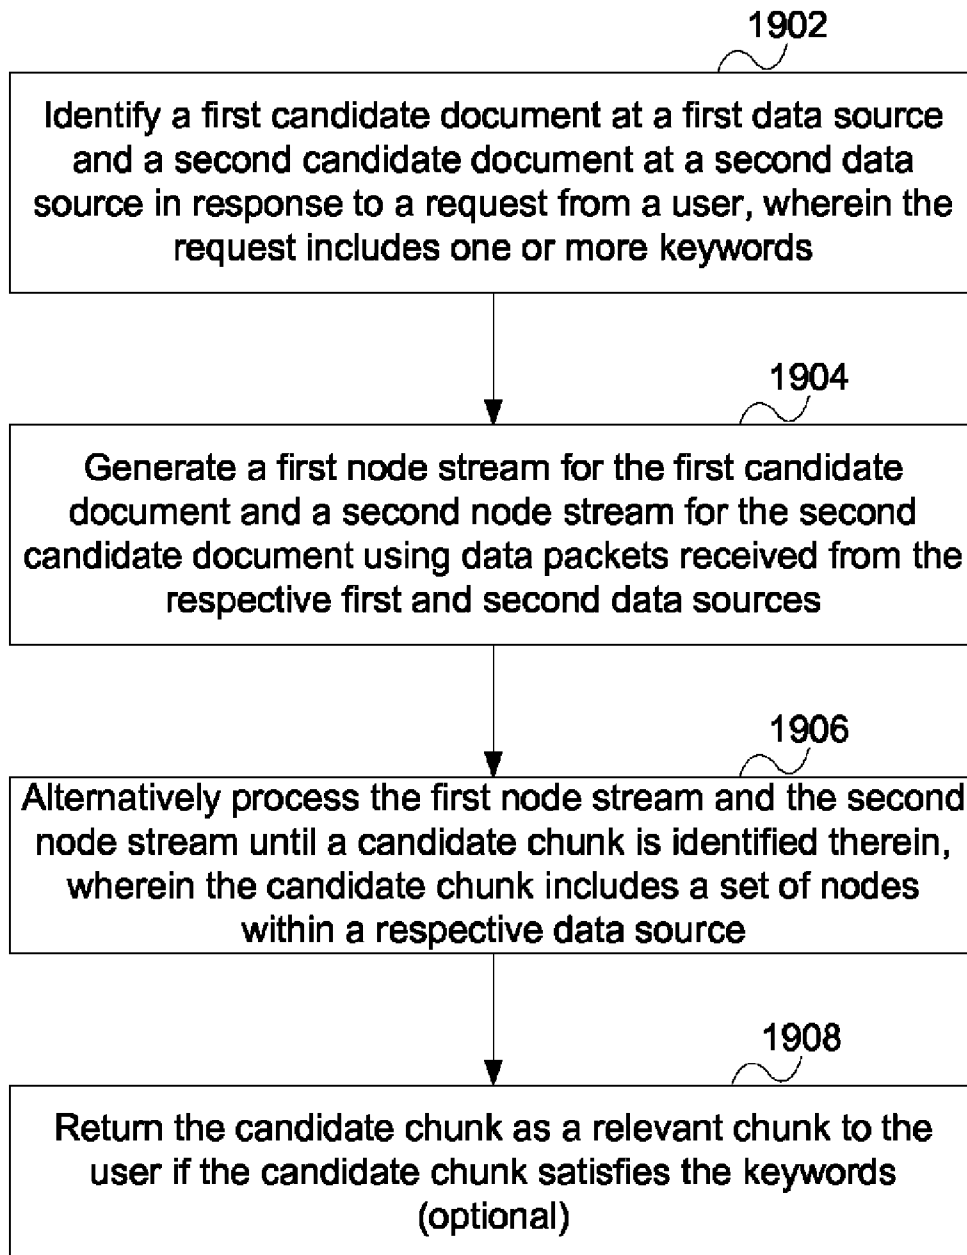 1902
Identify a first candidate document at a first data source
and a second candidate document at a second data
source in response to a request from a user, wherein the
request includes one or more keywords
1904
Generate a first node stream for the first candidate
document and a second node stream for the second
candidate document using data packets received from the
respective first and second data sources
1906
Alternatively process the first node stream and the second
node stream until a candidate chunk is identified therein,
wherein the candidate chunk includes a set of nodes
within a respective data source
1908
Return the candidate chunk as a relevant chunk to the
user if the candidate chunk satisfies the keywords
(optional)